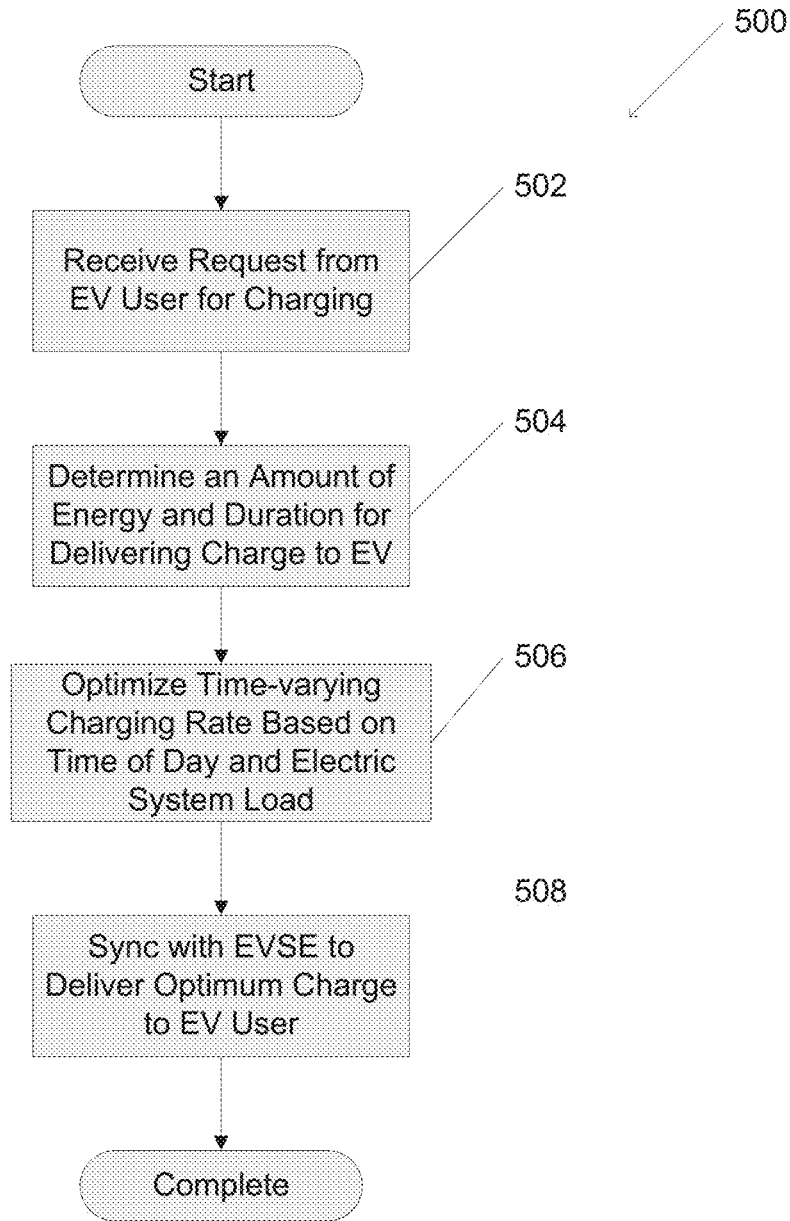 500
Start
502
Receive Request from
EV User for Charging
504
Determine an Amount of
Energy and Duration for
Delivering Charge to EV
506
Optimize Time-varying
Charging Rate Based on
Time of Day and Electric
System Load
508
Sync with EVSE to
Deliver Optimum Charge
to EV User
Complete